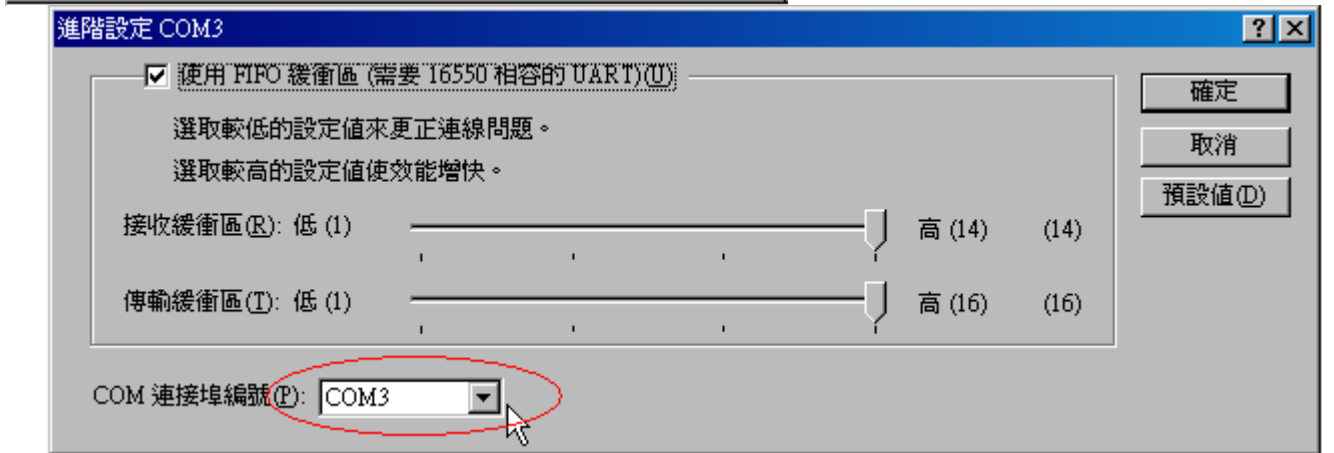 進階設定 COM3
使用 FIFO 緩衝區 (需要 16550 相容的 UART)(U)
確定
選取較低的設定值來更正連線問題。
取消
選取較高的設定值使效能增快。
預設值(D)
接收緩衝區(R): 低 (1) 高 (14) (14)
傳輸緩衝區(T): 低 (1) 高 (16) (16)
COM 連接埠編號(P): COM3